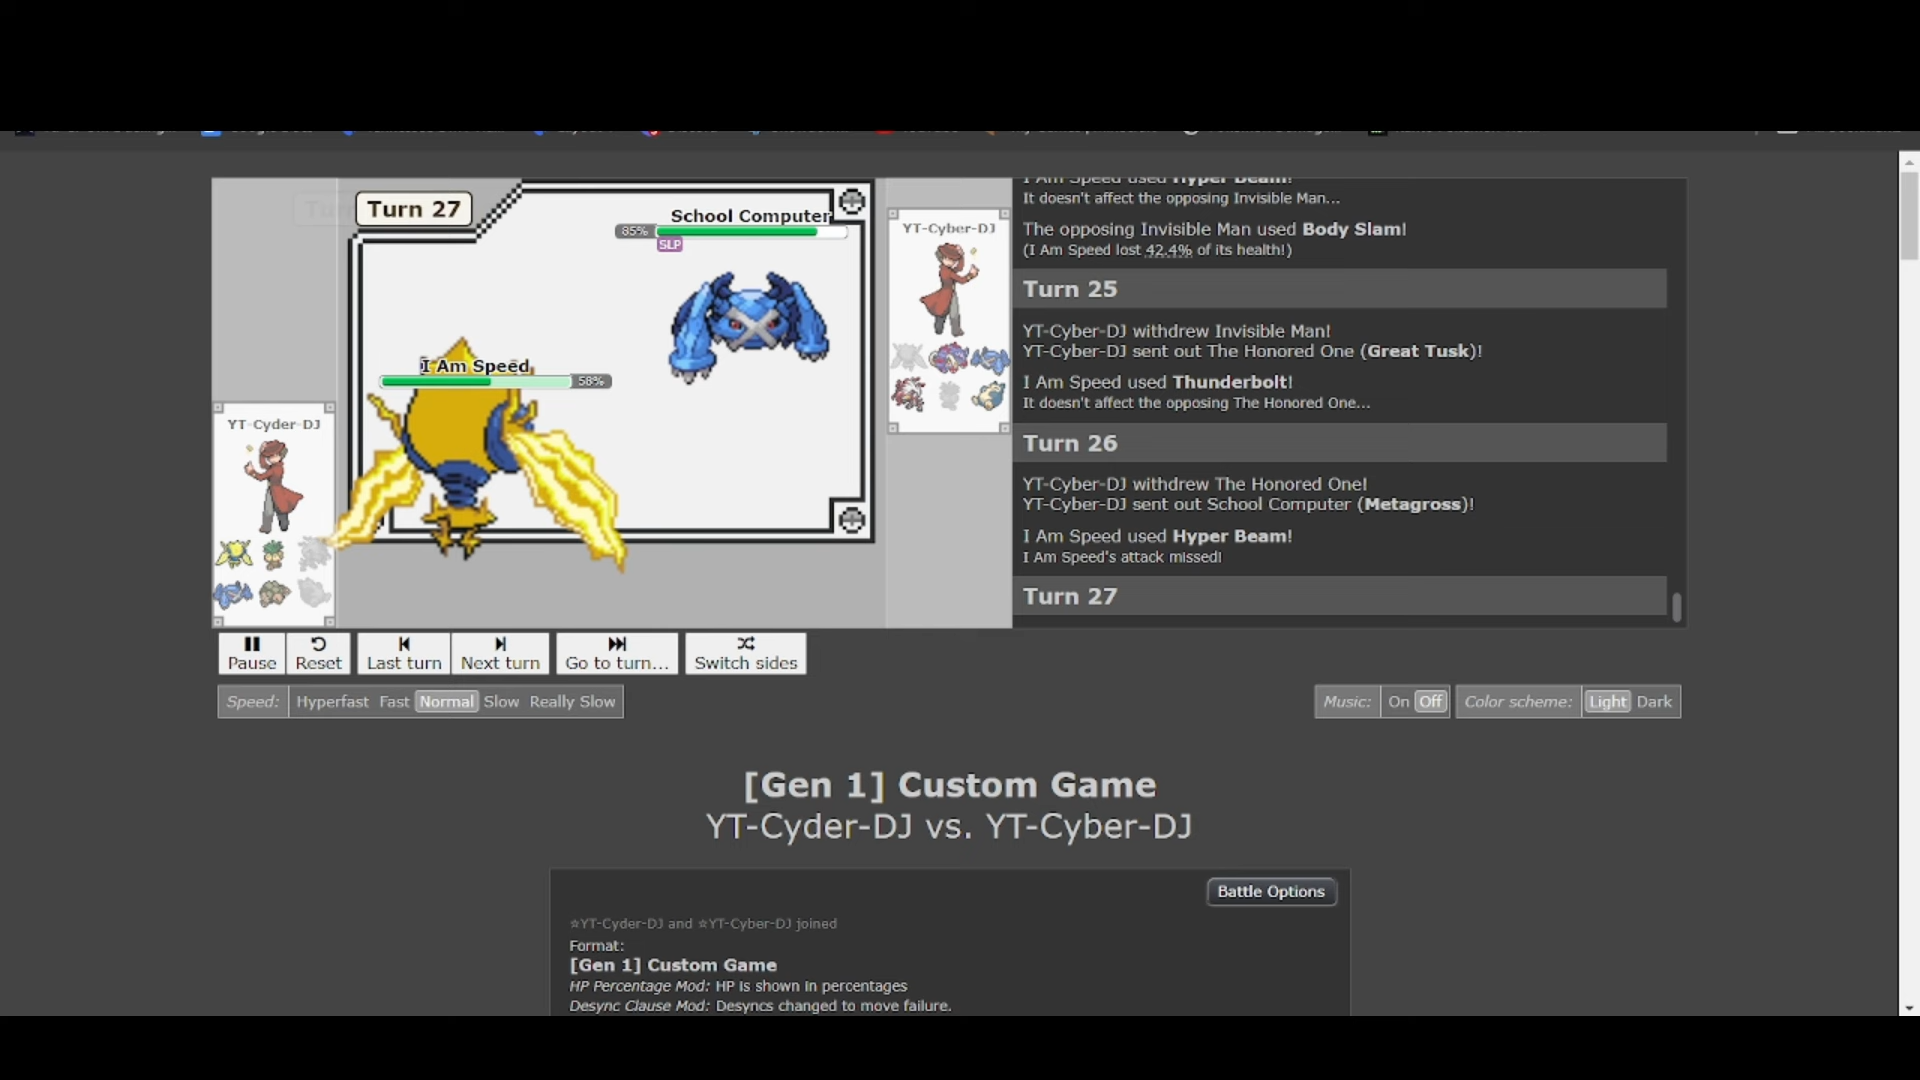 Turn 27
School Computer
85%
SLP
I Am Speed
58%
YT-Cyder-DJ
YT-Cyber-DJ
I Am Speed used Hyper Beam!
It doesn't affect the opposing Invisible Man...
The opposing Invisible Man used Body Slam!
(I Am Speed lost 42.4% of its health!)
Turn 25
YT-Cyber-DJ withdrew Invisible Man!
YT-Cyber-DJ sent out The Honored One (Great Tusk)!
I Am Speed used Thunderbolt!
It doesn't affect the opposing The Honored One...
Turn 26
YT-Cyber-DJ withdrew The Honored One!
YT-Cyber-DJ sent out School Computer (Metagross)!
I Am Speed used Hyper Beam!
I Am Speed's attack missed!
Turn 27
Pause Reset Last turn Next turn Go to turn... Switch sides
Speed: Hyperfast Fast Normal Slow Really Slow
Music: On Off Color scheme: Light Dark
[Gen 1] Custom Game
YT-Cyder-DJ vs. YT-Cyber-DJ
Battle Options
☆YT-Cyder-DJ and ☆YT-Cyber-DJ joined
Format:
[Gen 1] Custom Game
HP Percentage Mod: HP is shown in percentages
Desync Clause Mod: Desyncs changed to move failure.